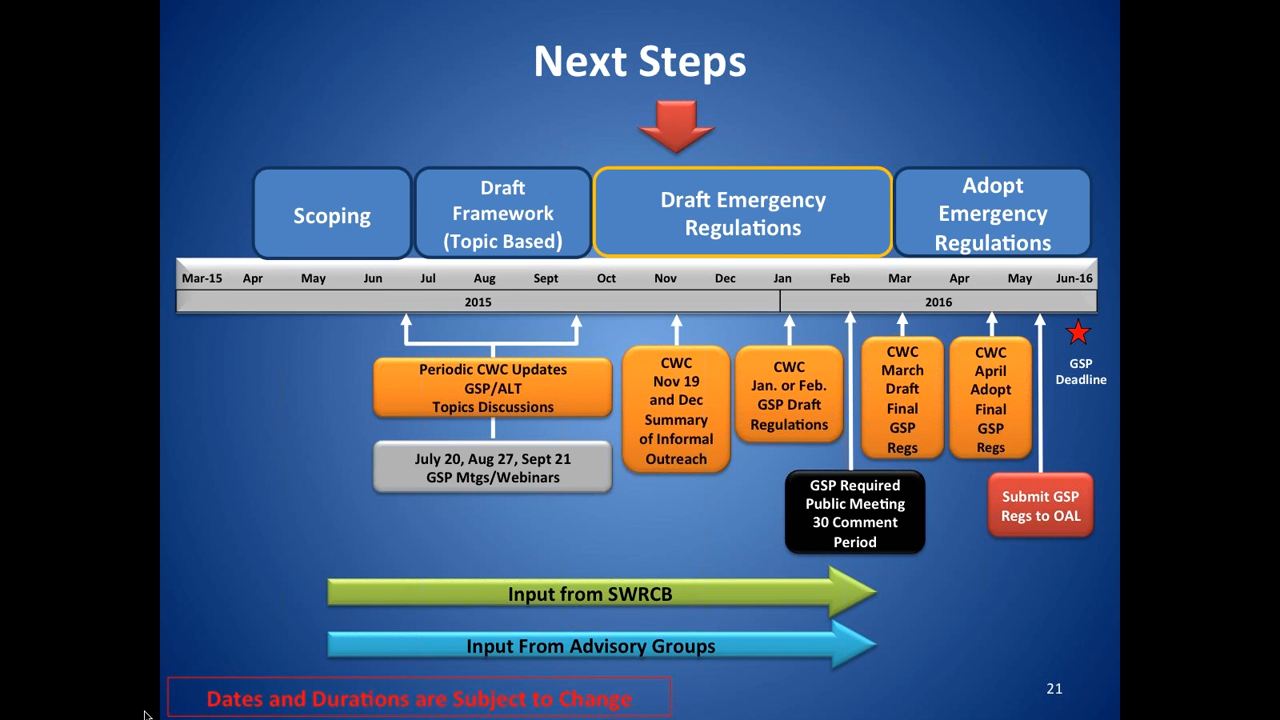 Next Steps
Scoping
Draft
Framework
(Topic Based)
Draft Emergency
Regulations
Adopt
Emergency
Regulations
Mar-15 Apr May Jun Jul Aug Sept Oct Nov Dec Jan Feb Mar Apr May Jun-16
2015 2016
Periodic CWC Updates
GSP/ALT
Topics Discussions
July 20, Aug 27, Sept 21
GSP Mtgs/Webinars
CWC
Nov 19
and Dec
Summary
of Informal
Outreach
CWC
Jan. or Feb.
GSP Draft
Regulations
GSP Required
Public Meeting
30 Comment
Period
CWC
March
Draft
Final
GSP
Regs
CWC
April
Adopt
Final
GSP
Regs
Submit GSP
Regs to OAL
GSP
Deadline
Input from SWRCB
Input From Advisory Groups
Dates and Durations are Subject to Change
21